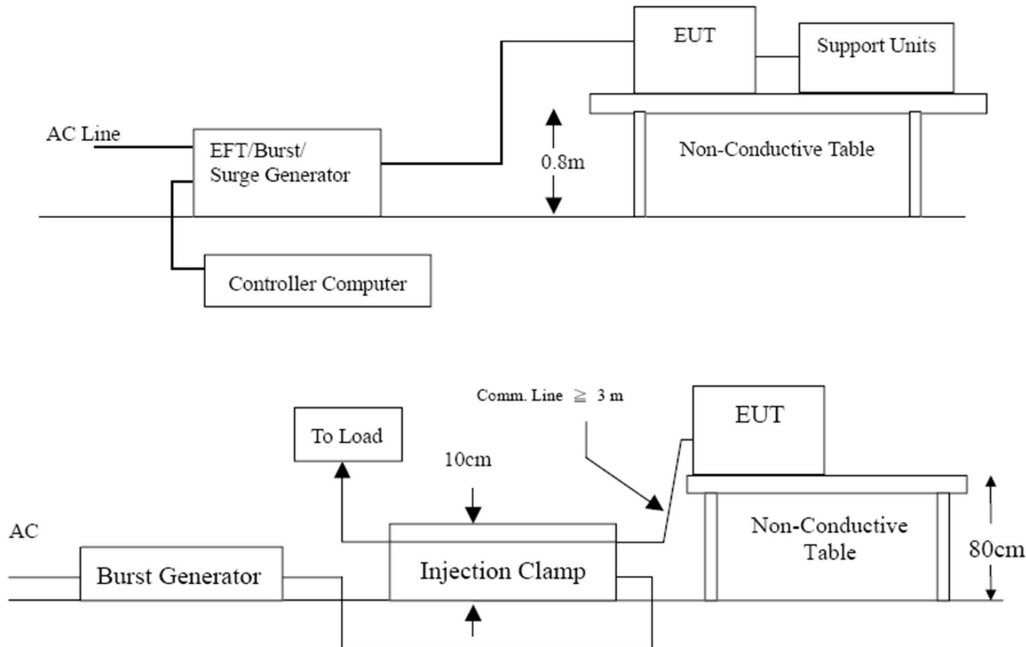 EUT
Support Units
AC Line
EFT/Burst/
Surge Generator
0.8m
Non-Conductive Table
Controller Computer
Comm. Line ≧ 3 m
EUT
To Load
10cm
AC
Non-Conductive
Table
80cm
Burst Generator
Injection Clamp